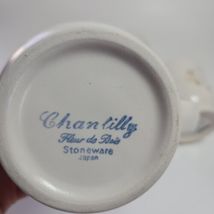 Chantilly
Fleur de Bois
Stoneware
Japan